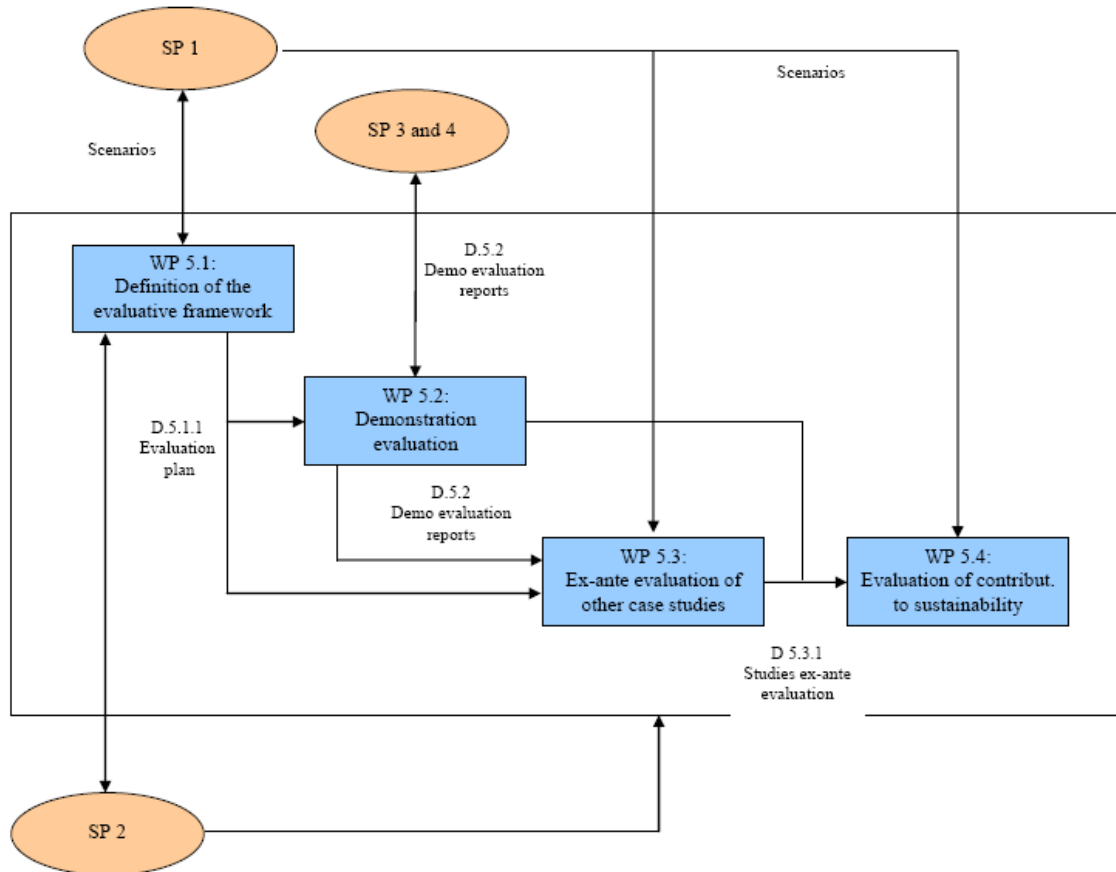 SP 1
Scenarios
SP 3 and 4
Scenarios
WP 5.1:
Definition of the
evaluative framework
D.5.2
Demo evaluation
reports
WP 5.2:
Demonstration
evaluation
D.5.1.1
Evaluation
plan
D.5.2
Demo evaluation
reports
WP 5.3:
Ex-ante evaluation of
other case studies
WP 5.4:
Evaluation of contribut.
to sustainability
D 5.3.1
Studies ex-ante
evaluation
SP 2